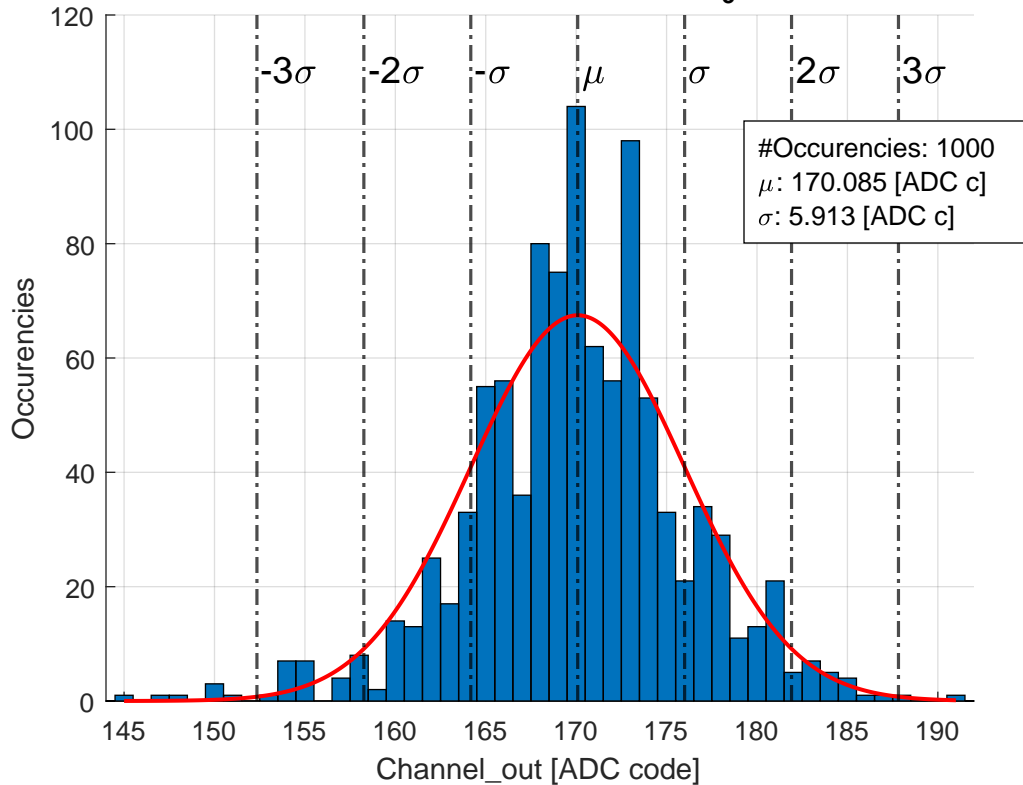 120
100
80
60
40
20
0
-3σ
-2σ
-σ
μ
σ
2σ
3σ
#Occurencies: 1000
μ: 170.085 [ADC c]
σ: 5.913 [ADC c]
Occurencies
145 150 155 160 165 170 175 180 185 190
Channel_out [ADC code]